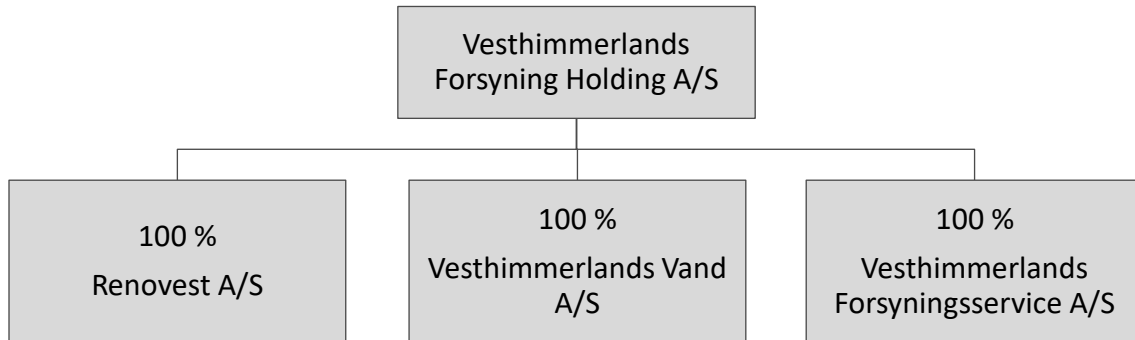 Vesthimmerlands
Forsyning Holding A/S
100 %
Renovest A/S
100 %
Vesthimmerlands Vand
A/S
100 %
Vesthimmerlands
Forsyningsservice A/S